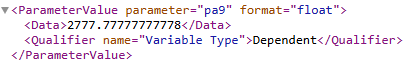 ▼<ParameterValue parameter="pa9" format="float">
<Data>2777.77777777778</Data>
<Qualifier name="Variable Type">Dependent</Qualifier>
</ParameterValue>